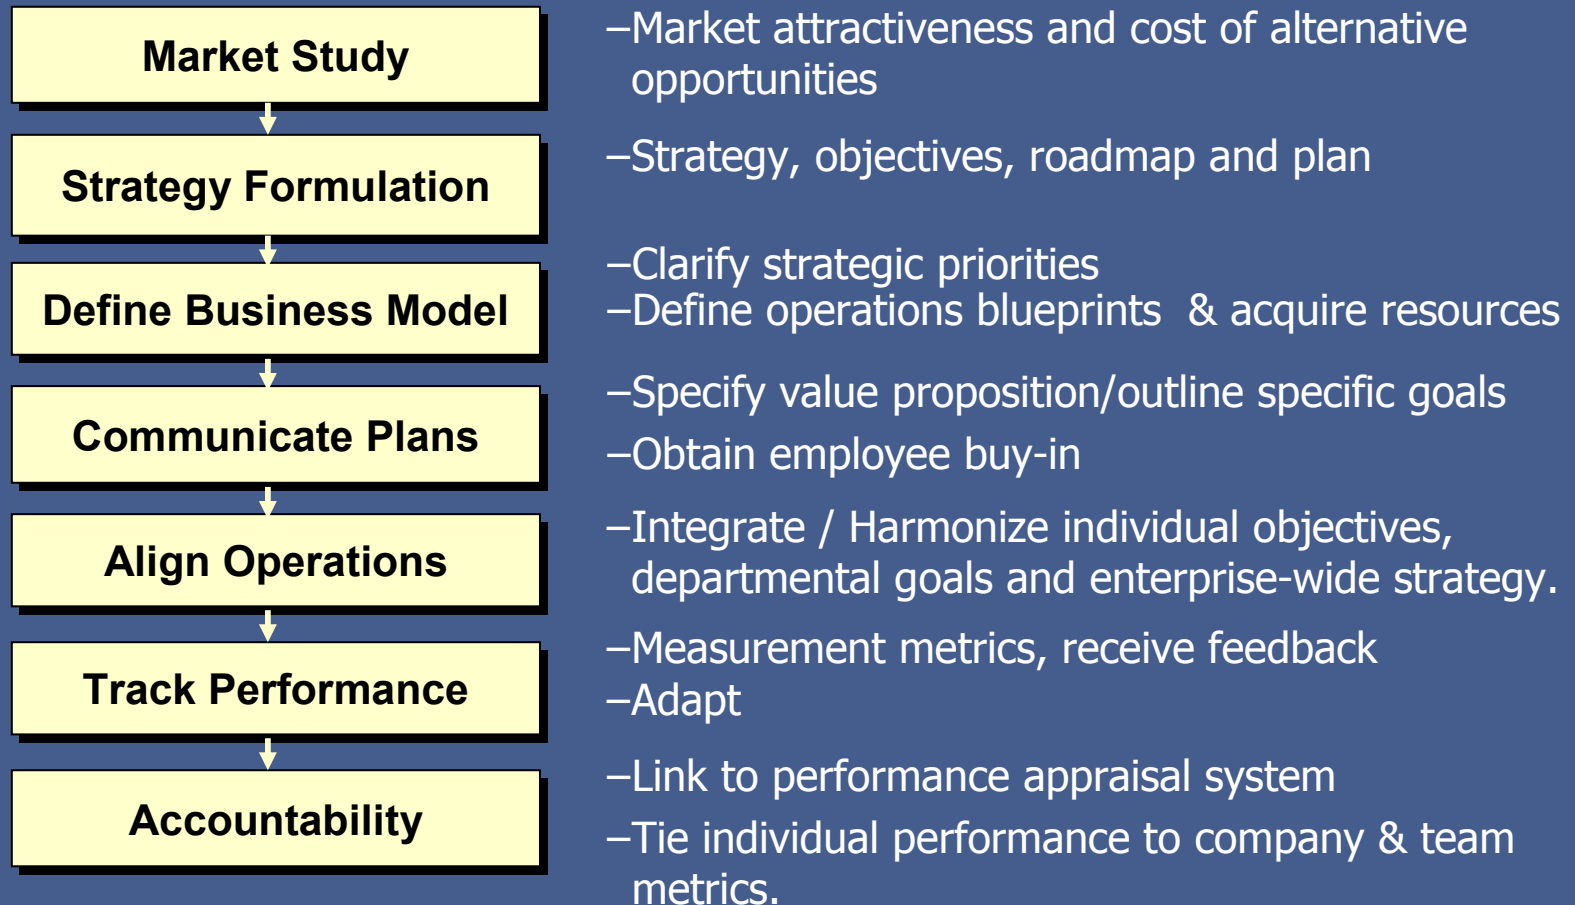 Market Study
–Market attractiveness and cost of alternative
opportunities
Strategy Formulation
–Strategy, objectives, roadmap and plan
Define Business Model
–Clarify strategic priorities
–Define operations blueprints  & acquire resources
Communicate Plans
–Specify value proposition/outline specific goals
–Obtain employee buy-in
Align Operations
–Integrate / Harmonize individual objectives,
departmental goals and enterprise-wide strategy.
Track Performance
–Measurement metrics, receive feedback
–Adapt
Accountability
–Link to performance appraisal system
–Tie individual performance to company & team
metrics.